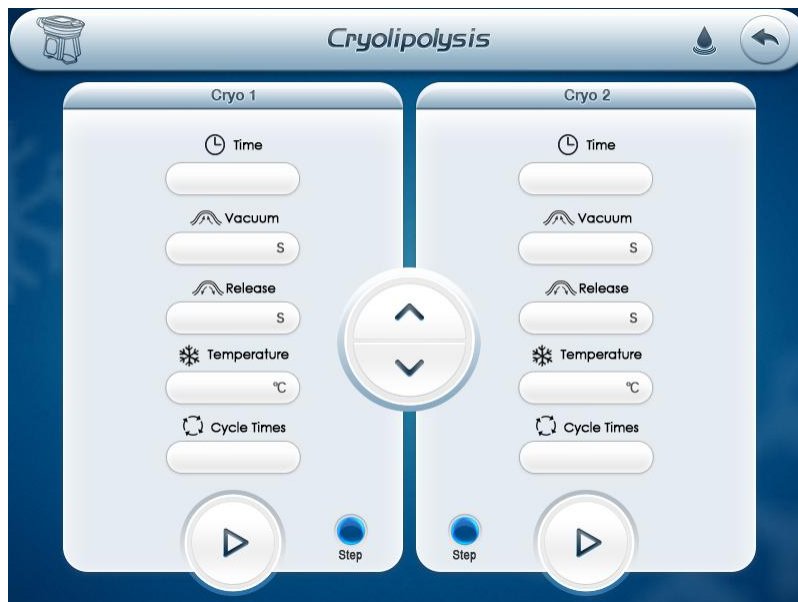 Cryolipolysis
Cryo 1
Time
Vacuum
S
Release
S
Temperature
℃
Cycle Times
Step
Cryo 2
Time
Vacuum
S
Release
S
Temperature
℃
Cycle Times
Step